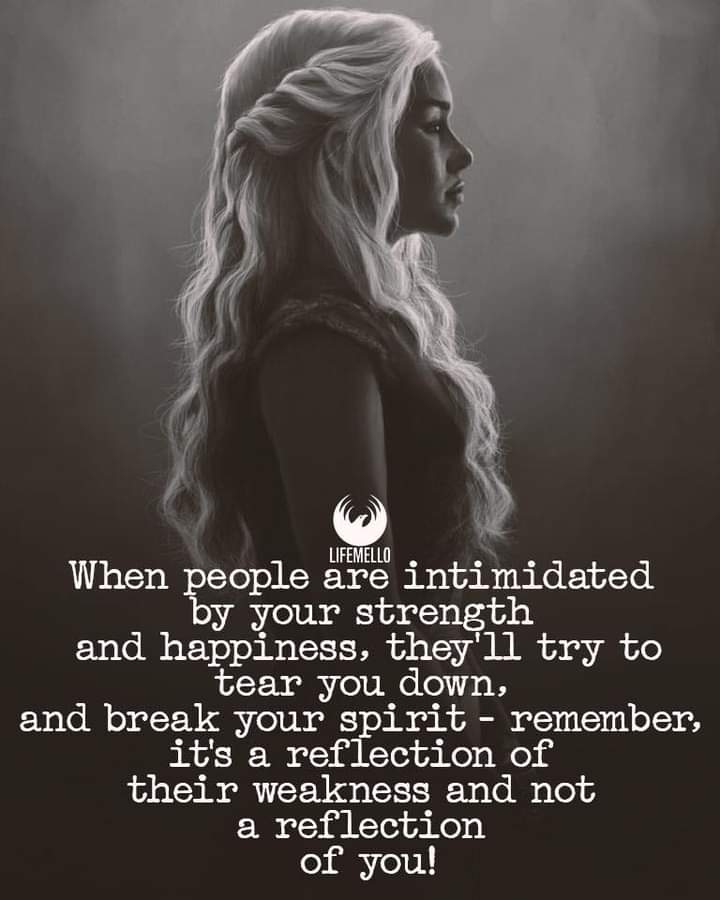 LIFEMELLO
When people are intimidated
by your strength
and happiness, they'll try to
tear you down,
and break your spirit - remember,
it's a reflection of
their weakness and not
a reflection
of you!